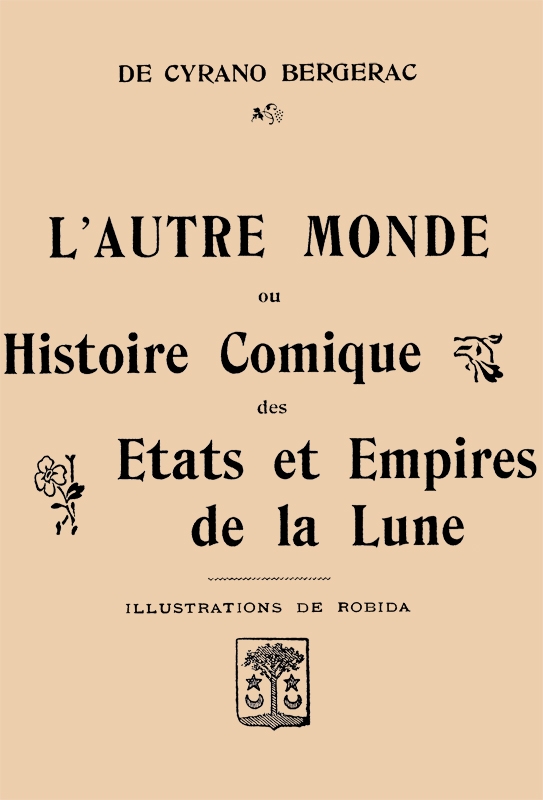 DE CYRANO BERGERAC
L'AUTRE MONDE
ou
Histoire Comique
des
Etats et Empires
de la Lune
ILLUSTRATIONS DE ROBIDA